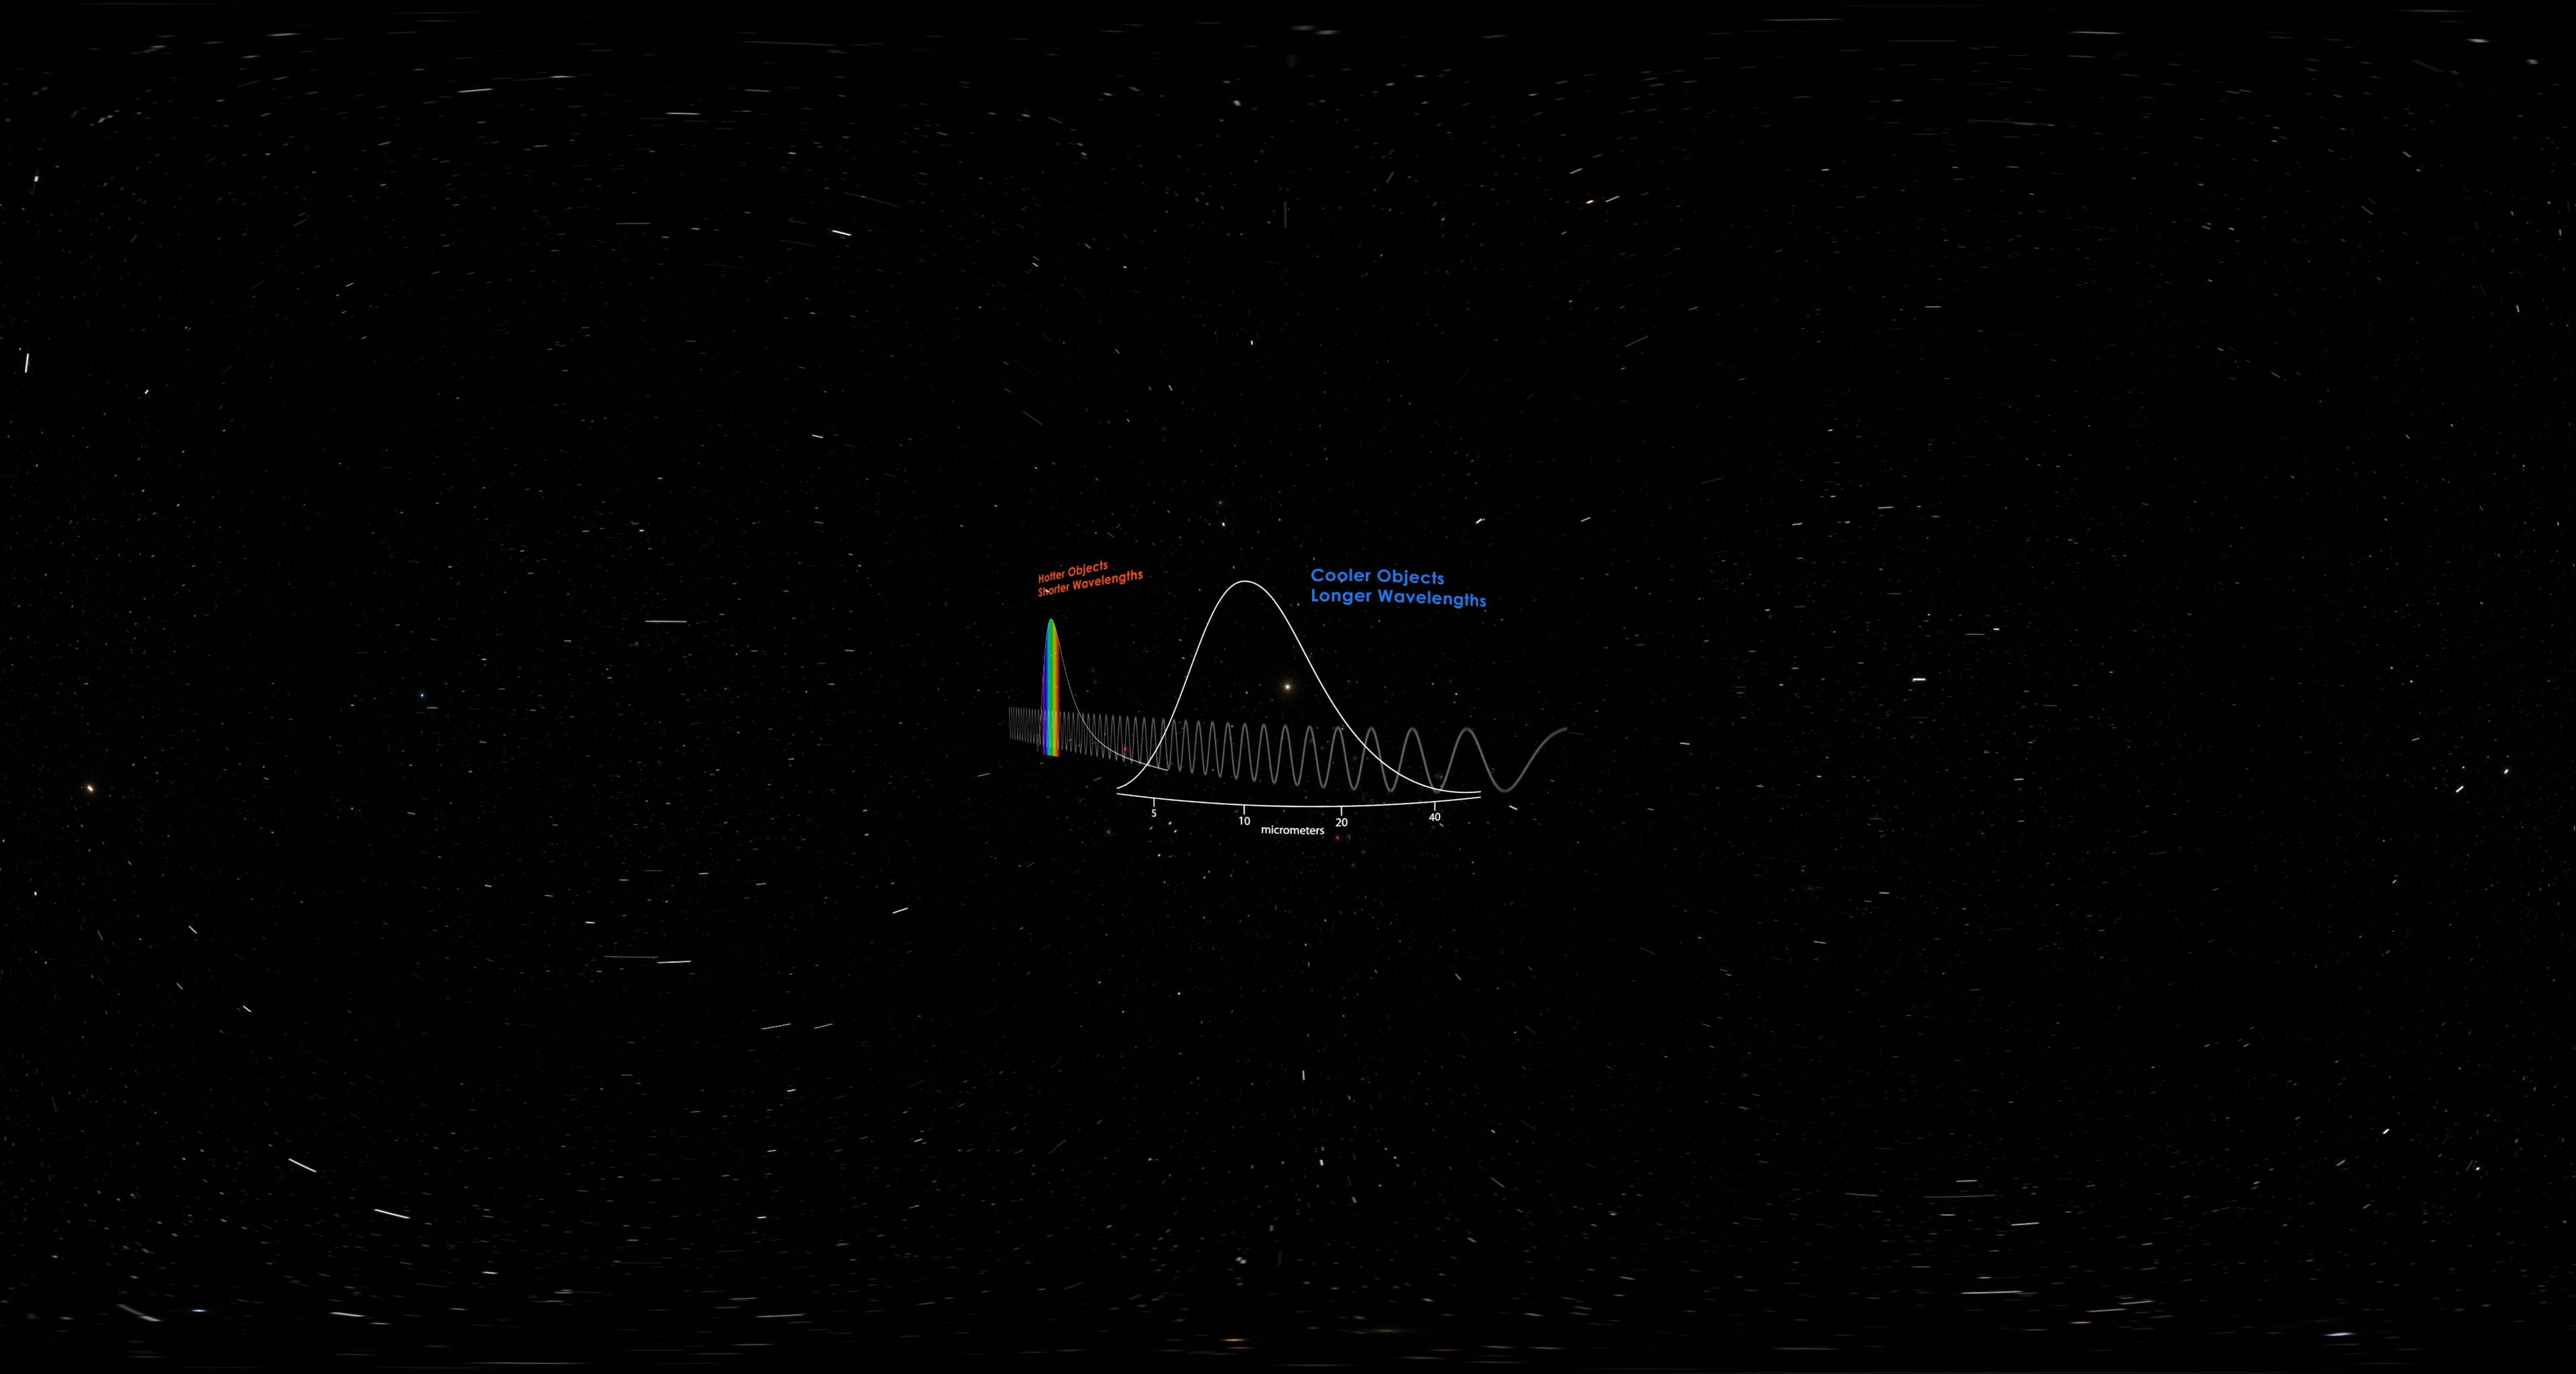 Hotter Objects
Shorter Wavelengths
Cooler Objects
Longer Wavelengths
5
10
20
40
micrometers